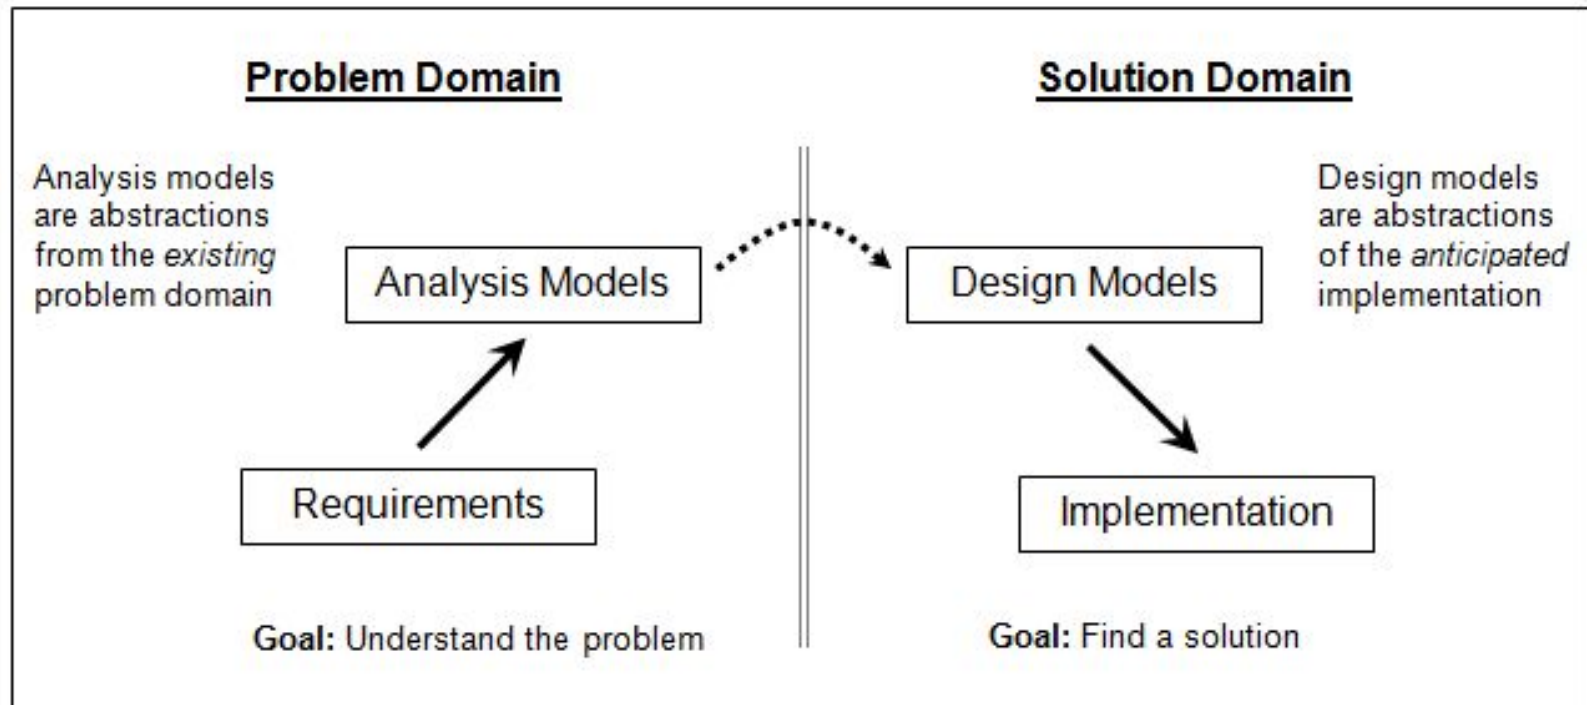 Problem Domain
Analysis models
are abstractions
from the existing
problem domain
Analysis Models
Requirements
Goal: Understand the problem
Solution Domain
Design models
are abstractions
of the anticipated
implementation
Design Models
Implementation
Goal: Find a solution